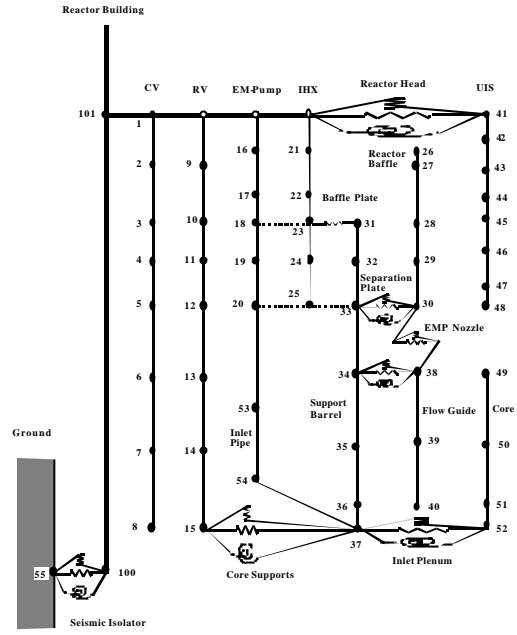 Reactor Building
CV
RV
EM-Pump
IHX
Reactor Head
UIS
101
1
41
16
21
Reactor
Baffle
26
27
42
2
9
43
17
22
Baffle Plate
44
3
10
18
23
31
28
45
4
11
19
24
32
29
46
Separation
Plate
47
5
12
20
25
33
30
48
EMP Nozzle
6
13
34
38
49
53
Support
Barrel
Flow Guide
Core
Ground
Inlet
Pipe
7
14
35
39
50
54
36
40
51
8
15
37
52
55
100
Core Supports
Inlet Plenum
Seismic Isolator